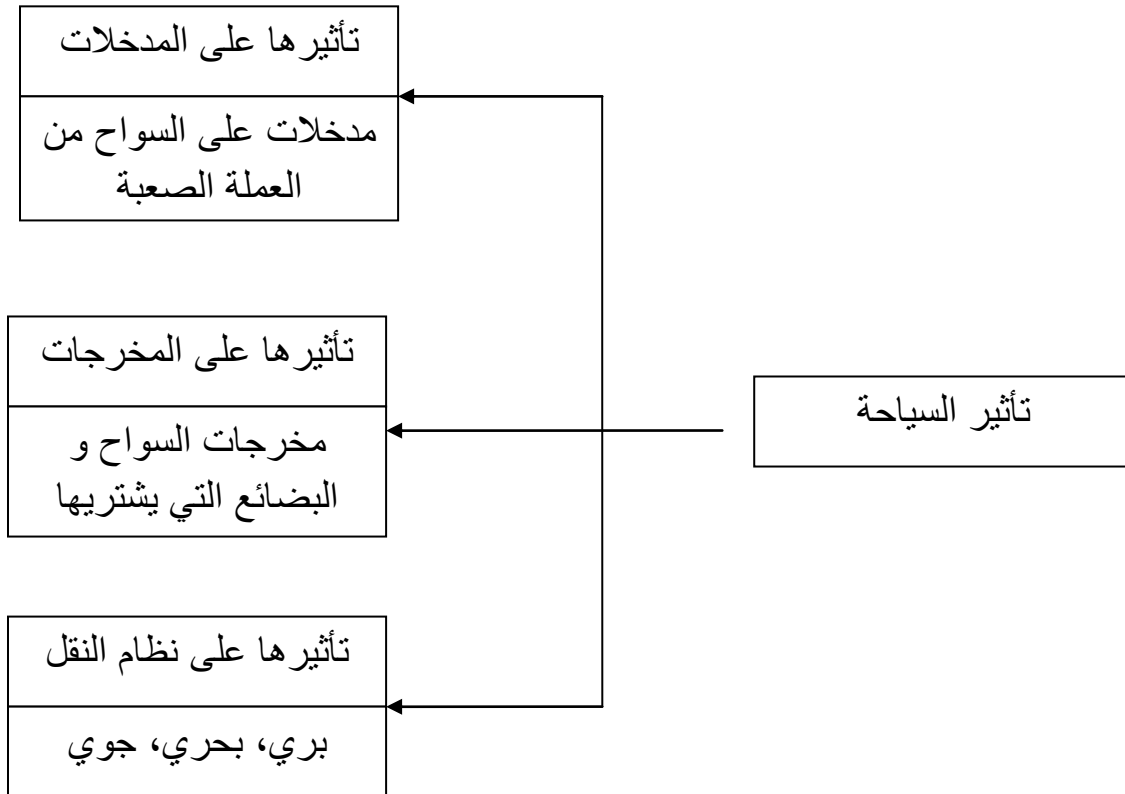 تأثيرها على المدخلات
مدخلات على السواح من
العملة الصعبة
تأثيرها على المخرجات
مخرجات السواح و
البضائع التي يشتريها
تأثير السياحة
تأثيرها على نظام النقل
بري، بحري، جوي